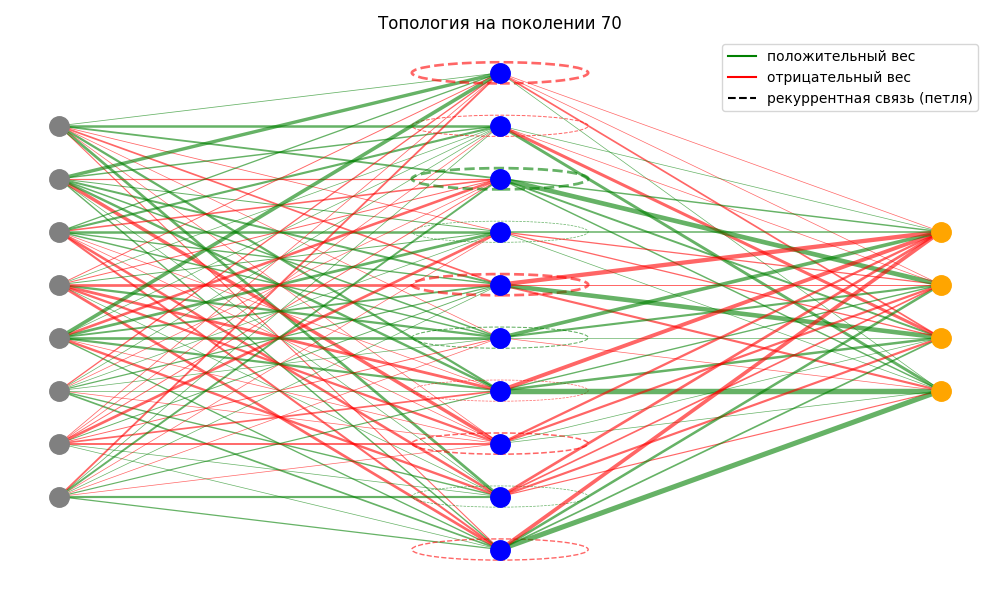 Топология на поколении 70
положительный вес
отрицательный вес
рекуррентная связь (петля)